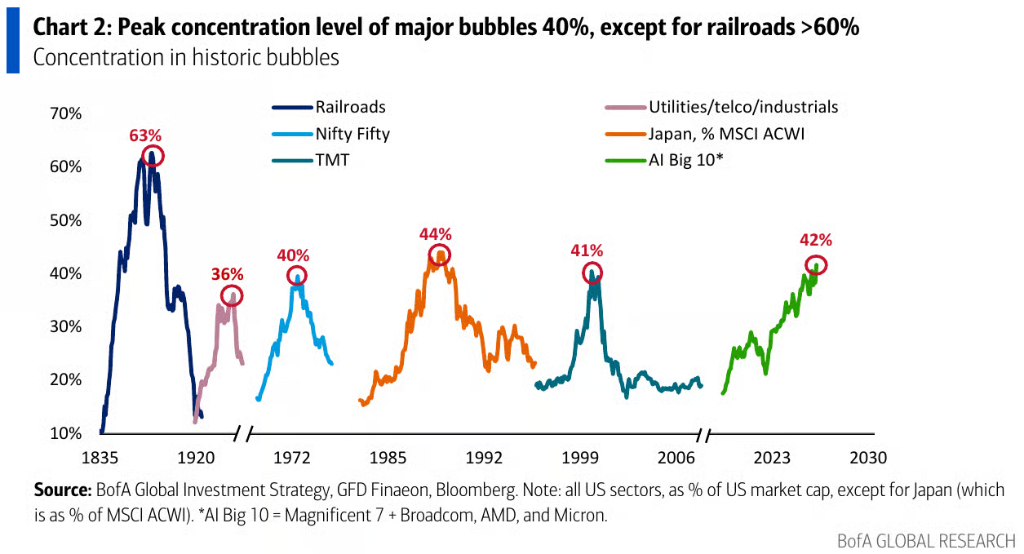 Chart 2: Peak concentration level of major bubbles 40%, except for railroads >60%
Concentration in historic bubbles
Railroads
Utilities/telco/industrials
Nifty Fifty
Japan, % MSCI ACWI
TMT
AI Big 10*
70%
60%
50%
40%
30%
20%
10%
63%
36%
40%
44%
41%
42%
1835
1920
1972
1985
1992
1999
2006
2023
2030
Source: BofA Global Investment Strategy, GFD Finaeon, Bloomberg. Note: all US sectors, as % of US market cap, except for Japan (which
is as % of MSCI ACWI). *AI Big 10 = Magnificent 7 + Broadcom, AMD, and Micron.
BofA GLOBAL RESEARCH